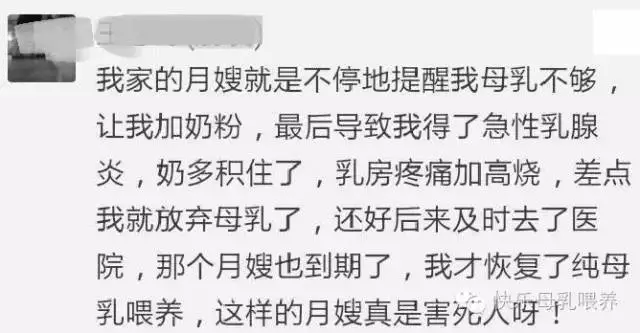 我家的月嫂就是不停地提醒我母乳不够，
让我加奶粉，最后导致我得了急性乳腺
炎，奶多积住了，乳房疼痛加高烧，差点
我就放弃母乳了，还好后来及时去了医
院，那个月嫂也到期了，我才恢复了纯母
乳喂养，这样的月嫂真是害死人呀！
快乐母乳喂养